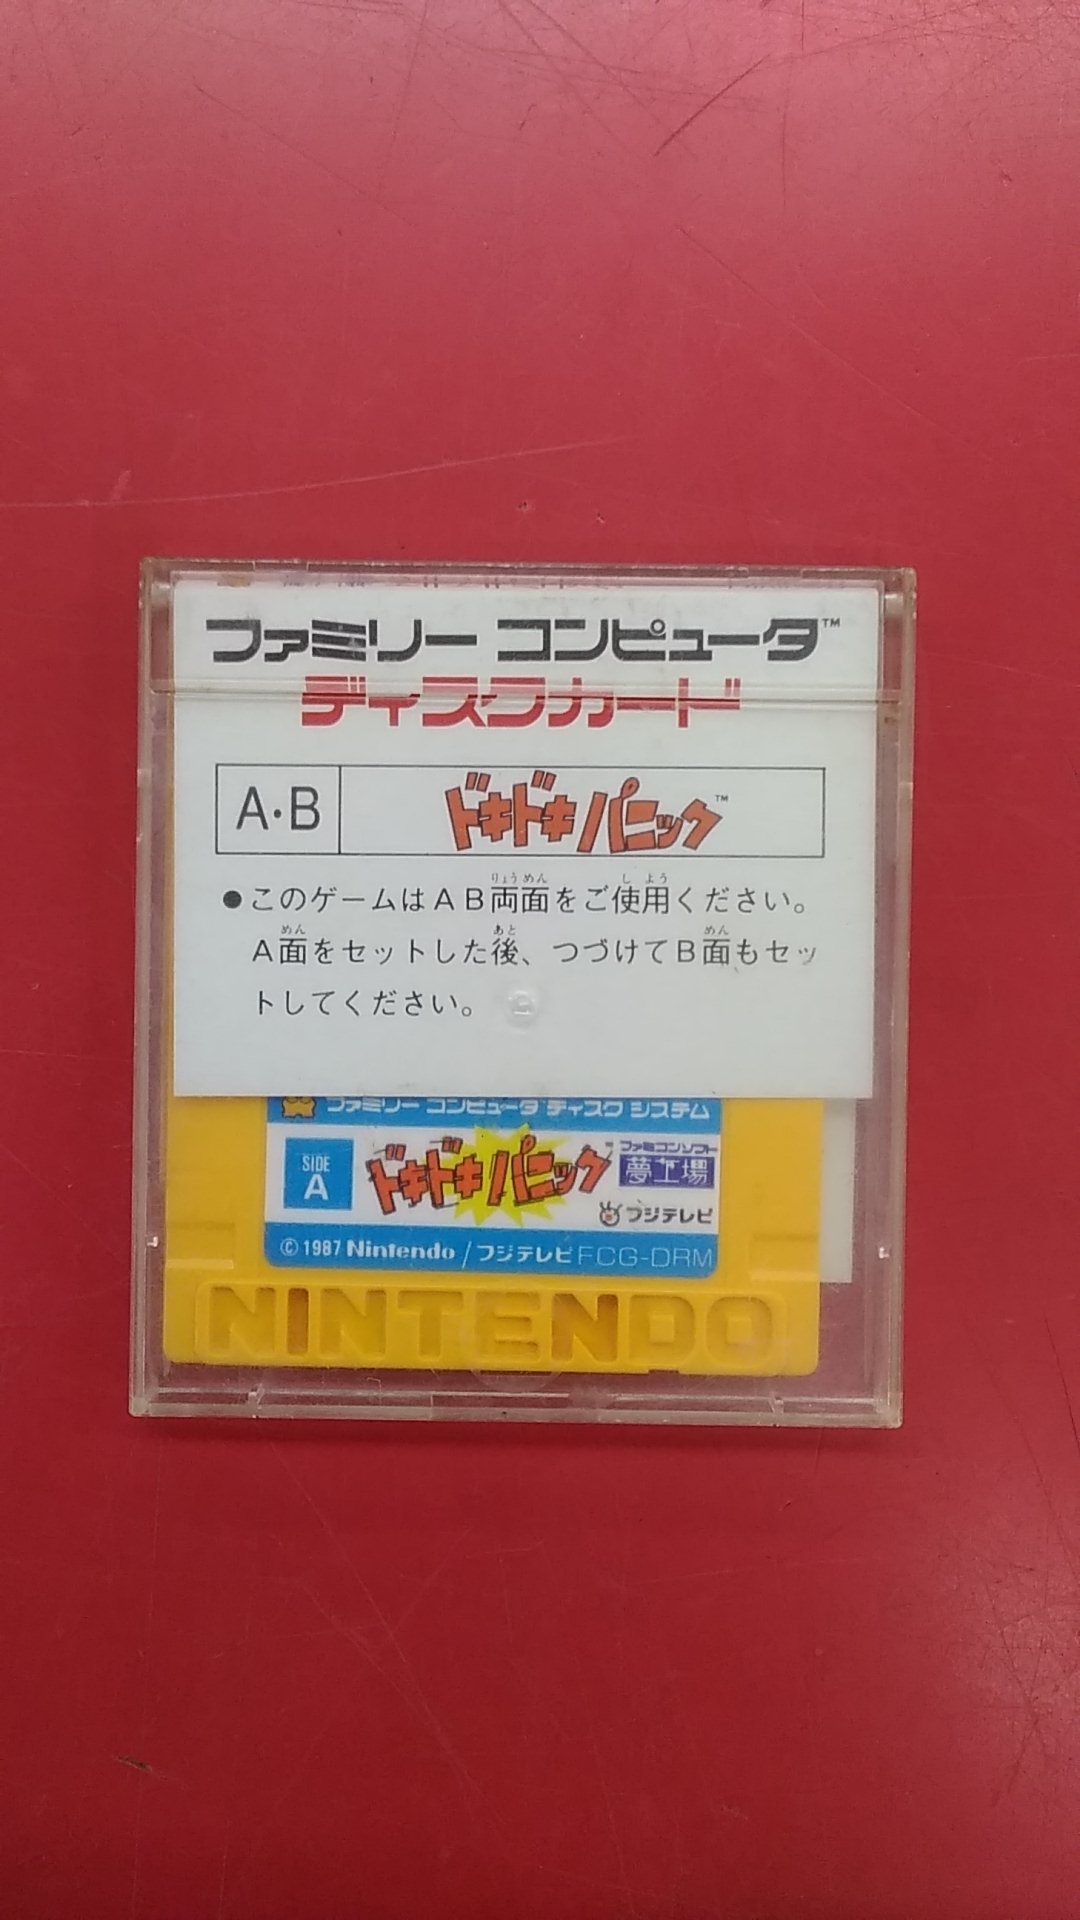 ファミリー コンピュータ™
ディスクカード
A・B
ドキドキパニック™
●このゲームはＡＢ両面をご使用ください。
Ａ面をセットした後、つづけてＢ面もセッ
トしてください。
ファミリー コンピュータ ディスク システム
SIDE
A
ドキドキパニック™
ファミコンソフト
夢工場
フジテレビ
© 1987 Nintendo / フジテレビ FCG-DRM
NINTENDO